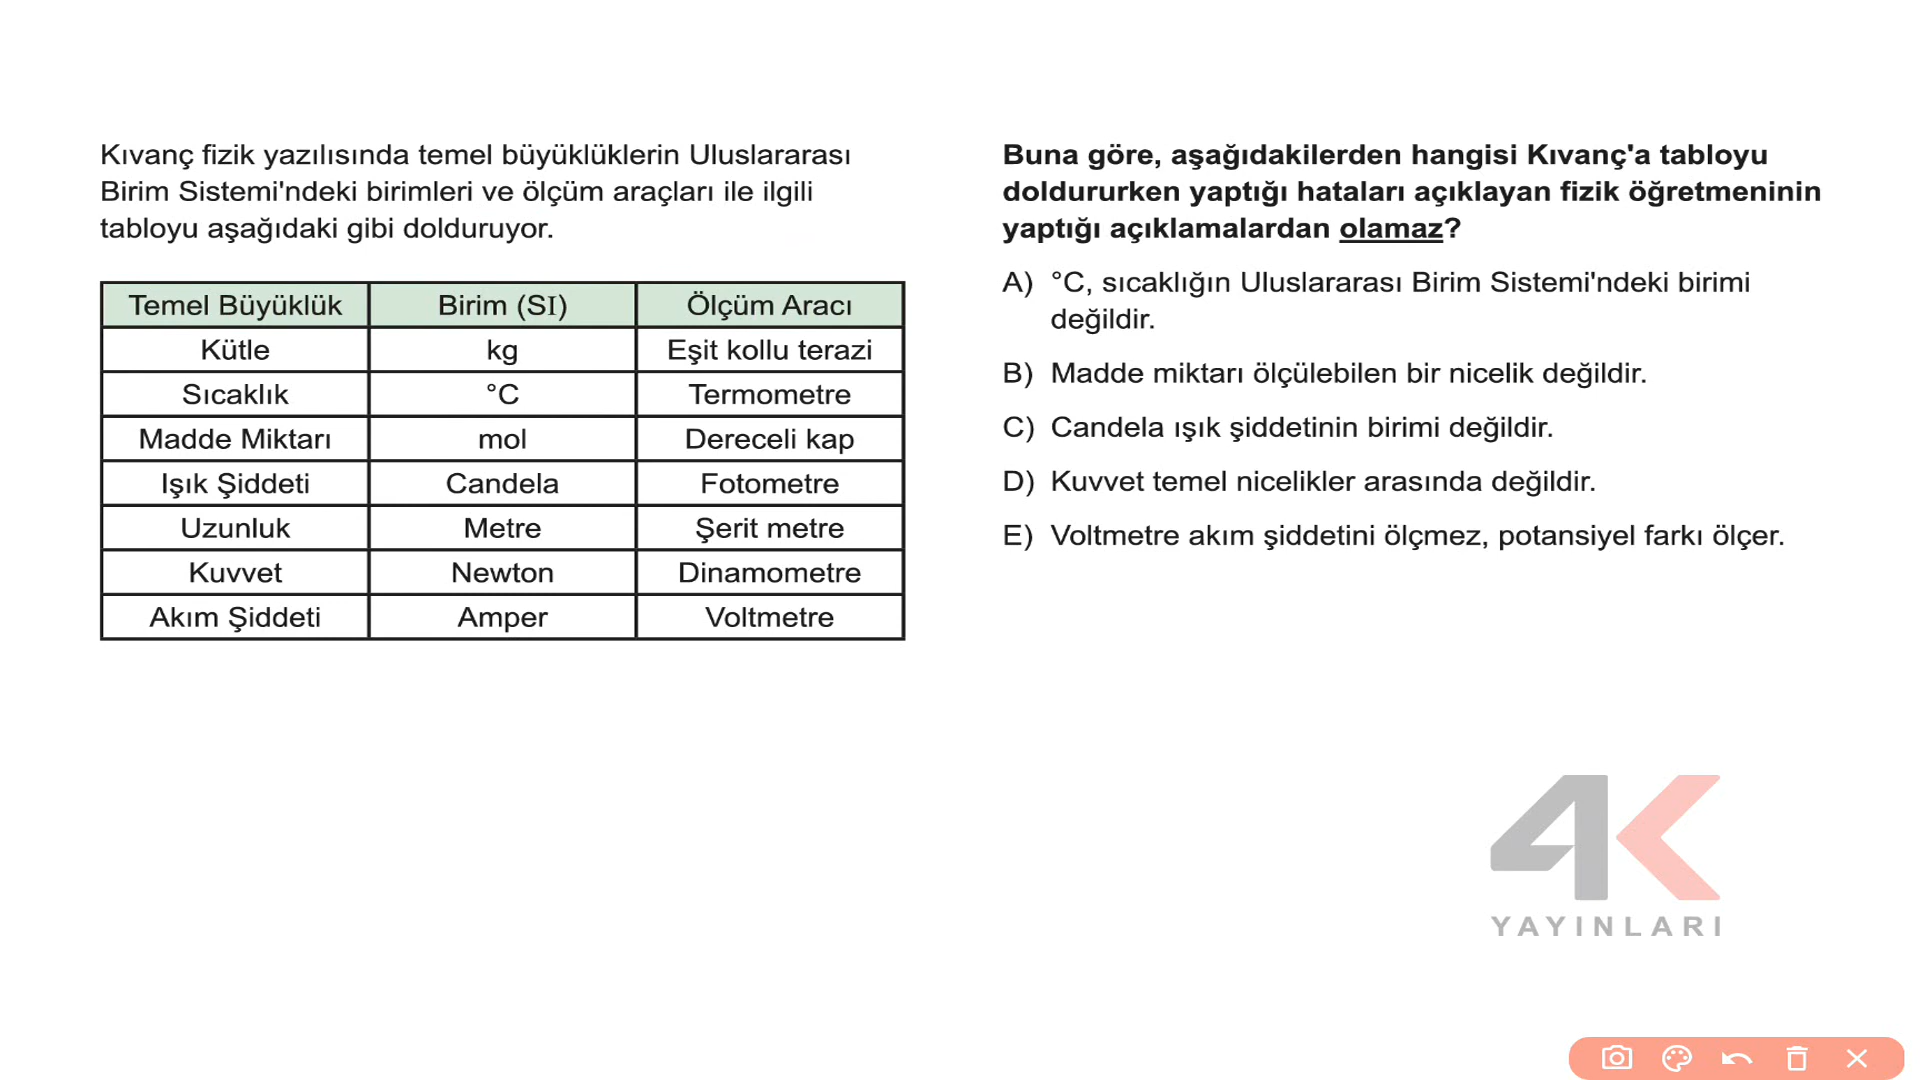 Kıvanç fizik yazılısında temel büyüklüklerin Uluslararası
Birim Sistemi'ndeki birimleri ve ölçüm araçları ile ilgili
tabloyu aşağıdaki gibi dolduruyor.
Temel Büyüklük Birim (SI) Ölçüm Aracı
Kütle kg Eşit kollu terazi
Sıcaklık °C Termometre
Madde Miktarı mol Dereceli kap
Işık Şiddeti Candela Fotometre
Uzunluk Metre Şerit metre
Kuvvet Newton Dinamometre
Akım Şiddeti Amper Voltmetre
Buna göre, aşağıdakilerden hangisi Kıvanç'a tabloyu
doldururken yaptığı hataları açıklayan fizik öğretmeninin
yaptığı açıklamalardan olamaz?
A) °C, sıcaklığın Uluslararası Birim Sistemi'ndeki birimi
değildir.
B) Madde miktarı ölçülebilen bir nicelik değildir.
C) Candela ışık şiddetinin birimi değildir.
D) Kuvvet temel nicelikler arasında değildir.
E) Voltmetre akım şiddetini ölçmez, potansiyel farkı ölçer.
4K
YAYINLARI